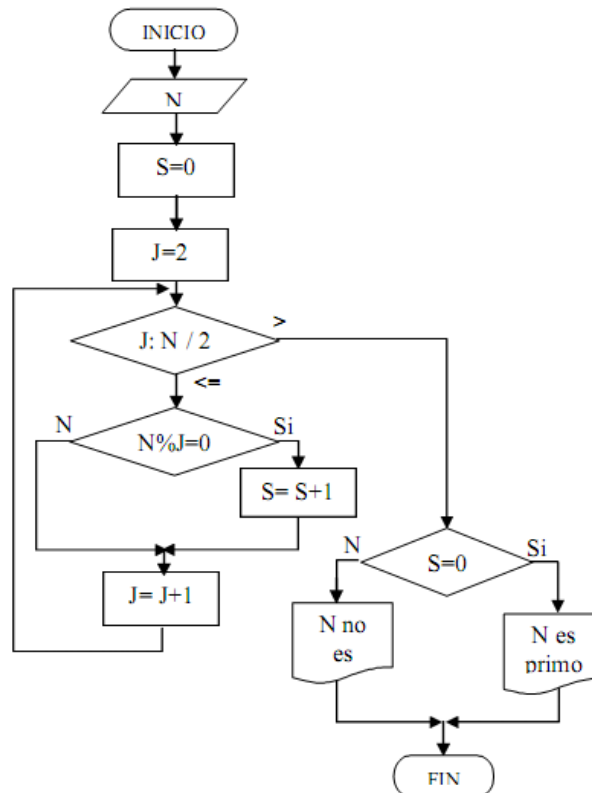 INICIO
N
S=0
J=2
J: N / 2
>
<=
N
N%J=0
Si
S= S+1
J= J+1
N
S=0
Si
N no
es
N es
primo
FIN